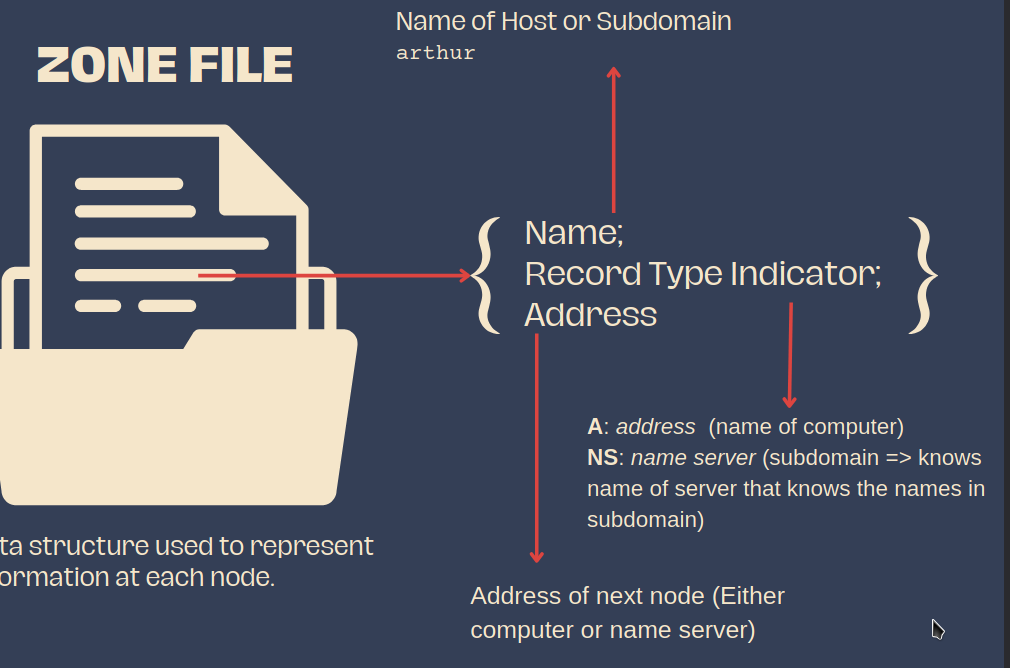 Name of Host or Subdomain
arthur
ZONE FILE
Name;
Record Type Indicator;
Address
A: address (name of computer)
NS: name server (subdomain => knows
name of server that knows the names in
subdomain)
ta structure used to represent
ormation at each node.
Address of next node (Either
computer or name server)